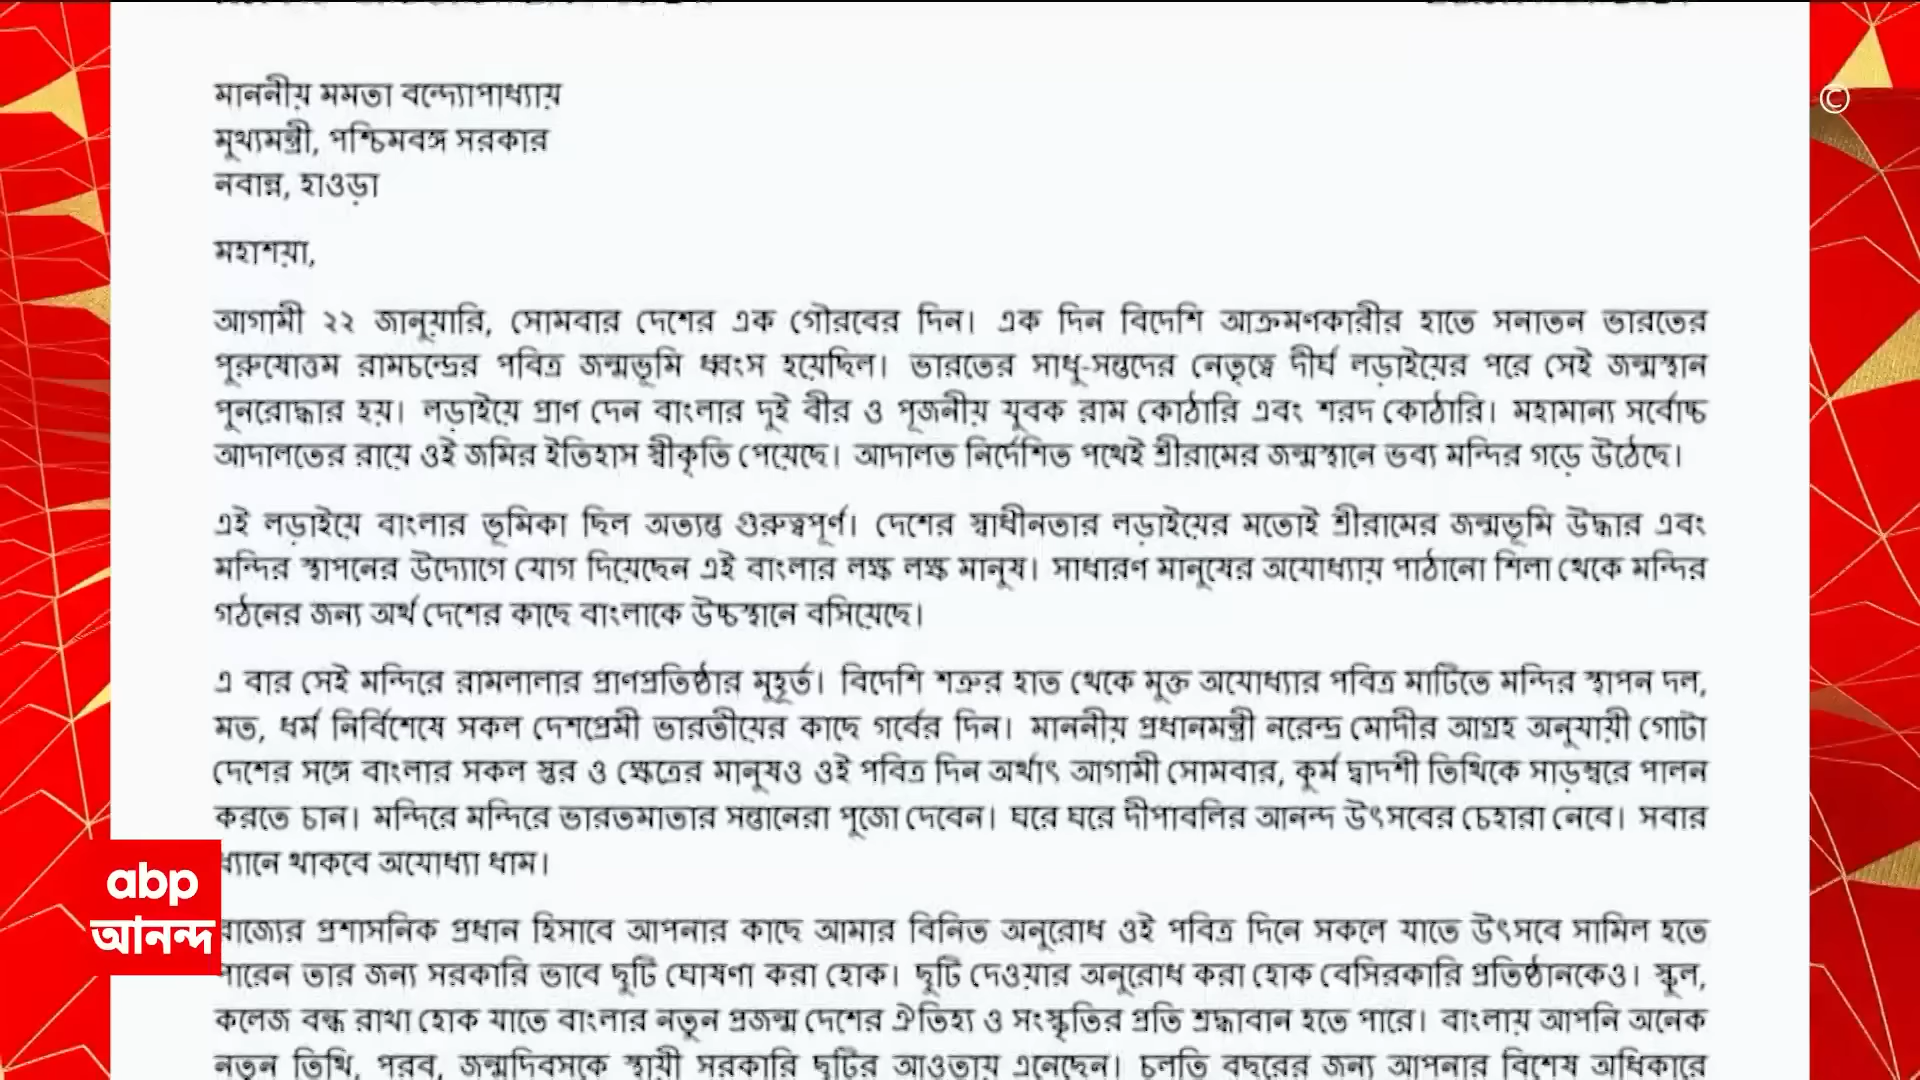 মাননীয় মমতা বন্দ্যোপাধ্যায়
মুখ্যমন্ত্রী, পশ্চিমবঙ্গ সরকার
নবান্ন, হাওড়া
মহাশয়া,
আগামী ২২ জানুয়ারি, সোমবার দেশের এক গৌরবের দিন। এক দিন বিদেশি আক্রমণকারীর হাতে সনাতন ভারতের
পুরুষোত্তম রামচন্দ্রের পবিত্র জন্মভূমি ধ্বংস হয়েছিল। ভারতের সাধু-সন্তদের নেতৃত্বে দীর্ঘ লড়াইয়ের পরে সেই জন্মস্থান
পুনরোদ্ধার হয়। লড়াইয়ে প্রাণ দেন বাংলার দুই বীর ও পূজনীয় যুবক রাম কোঠারি এবং শরদ কোঠারি। মহামান্য সর্বোচ্চ
আদালতের রায়ে ওই জমির ইতিহাস স্বীকৃতি পেয়েছে। আদালত নির্দেশিত পথেই শ্রীরামের জন্মস্থানে ভব্য মন্দির গড়ে উঠেছে।
এই লড়াইয়ে বাংলার ভূমিকা ছিল অত্যন্ত গুরুত্বপূর্ণ। দেশের স্বাধীনতার লড়াইয়ের মতোই শ্রীরামের জন্মভূমি উদ্ধার এবং
মন্দির স্থাপনের উদ্যোগে যোগ দিয়েছেন এই বাংলার লক্ষ লক্ষ মানুষ। সাধারণ মানুষের অযোধ্যায় পাঠানো শিলা থেকে মন্দির
গঠনের জন্য অর্থ দেশের কাছে বাংলাকে উচ্চস্থানে বসিয়েছে।
এ বার সেই মন্দিরে রামলালার প্রাণপ্রতিষ্ঠার মুহূর্ত। বিদেশি শত্রুর হাত থেকে মুক্ত অযোধ্যার পবিত্র মাটিতে মন্দির স্থাপন দল,
মত, ধর্ম নির্বিশেষে সকল দেশপ্রেমী ভারতীয়ের কাছে গর্বের দিন। মাননীয় প্রধানমন্ত্রী নরেন্দ্র মোদীর আগ্রহ অনুযায়ী গোটা
দেশের সঙ্গে বাংলার সকল স্তর ও ক্ষেত্রের মানুষও ওই পবিত্র দিন অর্থাৎ আগামী সোমবার, কুর্ম দ্বাদশী তিথিকে সাড়ম্বরে পালন
করতে চান। মন্দিরে মন্দিরে ভারতমাতার সন্তানেরা পুজো দেবেন। ঘরে ঘরে দীপাবলির আনন্দ উৎসবের চেহারা নেবে। সবার
ধ্যানে থাকবে অযোধ্যা ধাম।
রাজ্যের প্রশাসনিক প্রধান হিসাবে আপনার কাছে আমার বিনিত অনুরোধ ওই পবিত্র দিনে সকলে যাতে উৎসবে সামিল হতে
পারেন তার জন্য সরকারি ভাবে ছুটি ঘোষণা করা হোক। ছুটি দেওয়ার অনুরোধ করা হোক বেসিরকারি প্রতিষ্ঠানকেও। স্কুল,
কলেজ বন্ধ রাখা হোক যাতে বাংলার নতুন প্রজন্ম দেশের ঐতিহ্য ও সংস্কৃতির প্রতি শ্রদ্ধাবান হতে পারে। বাংলায় আপনি অনেক
নতুন তিথি, পরব, জন্মদিবসকে স্থায়ী সরকারি ছুটির আওতায় এনেছেন। চলতি বছরের জন্য আপনার বিশেষ অধিকারে
abp
আনন্দ
©